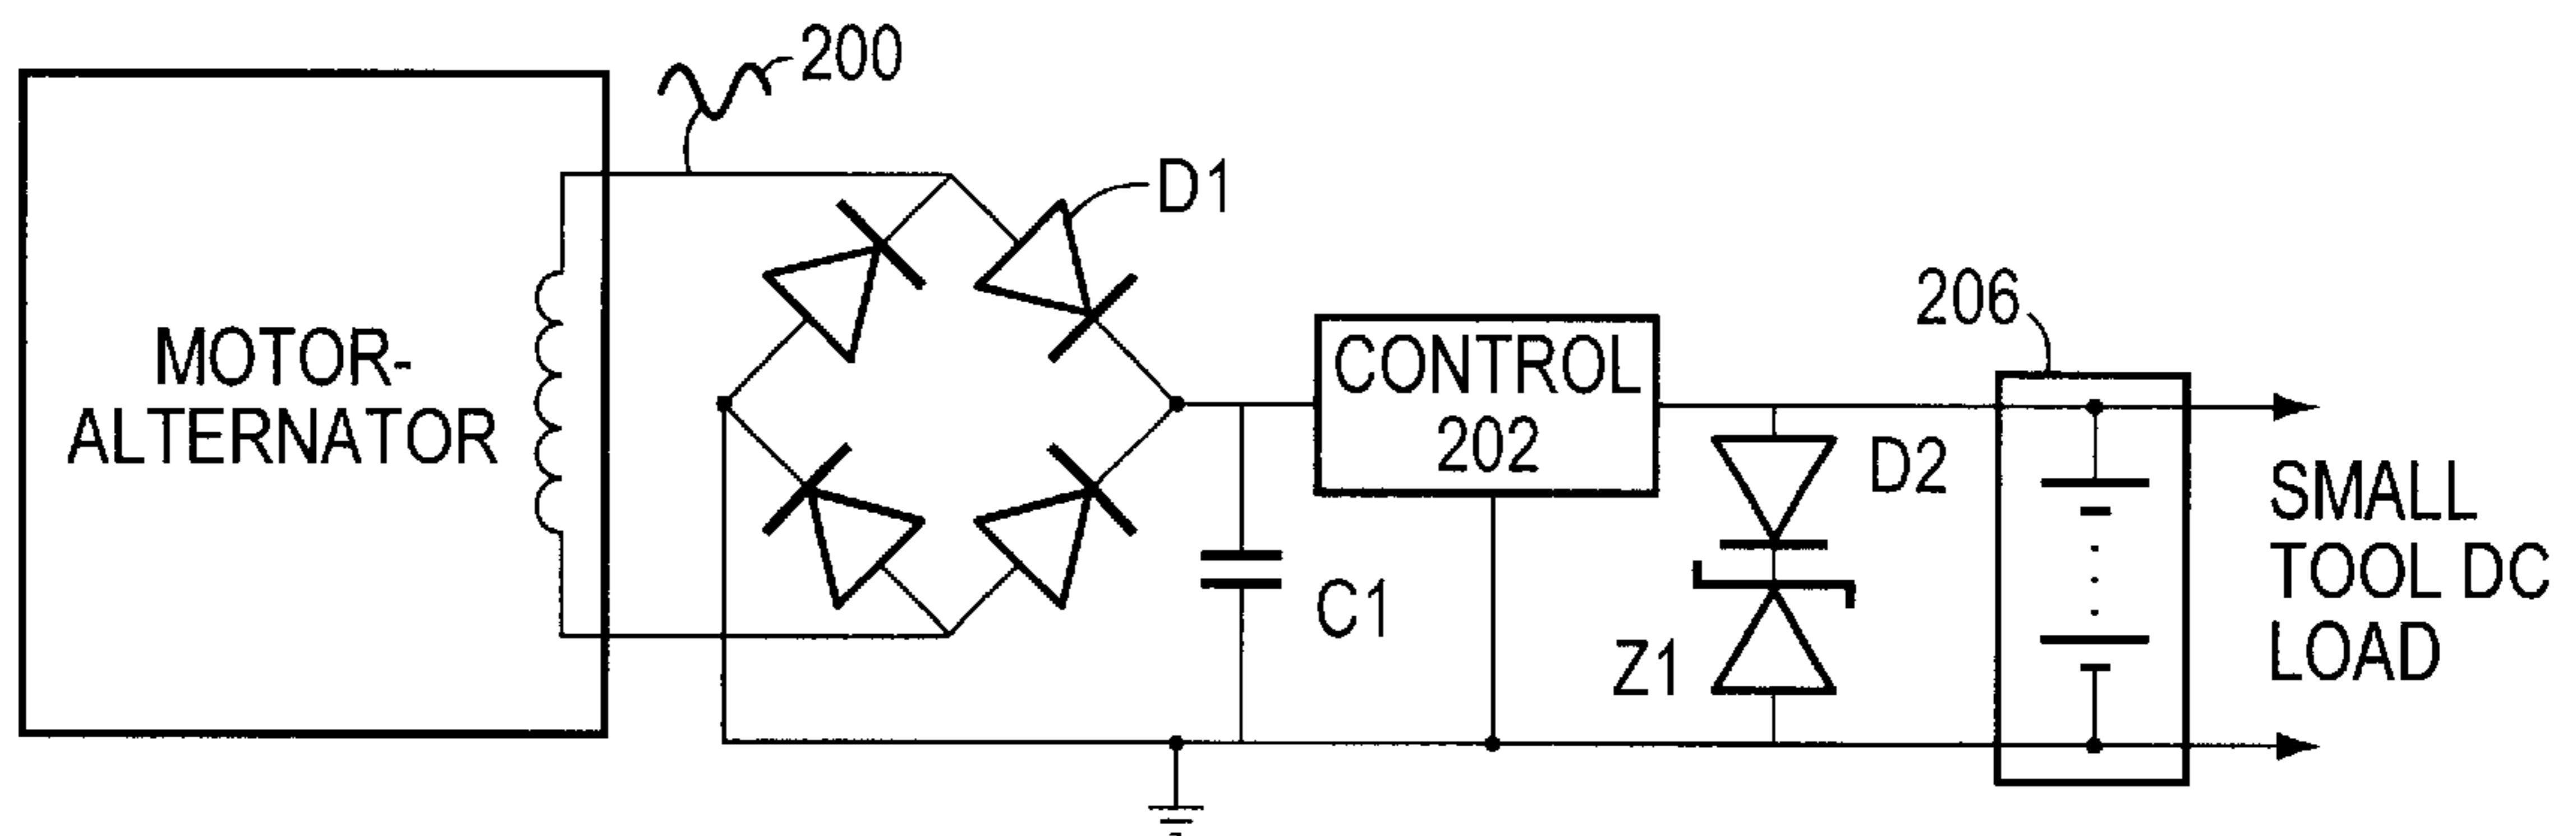 200
D1
MOTOR-
ALTERNATOR
CONTROL
202
206
D2
C1
Z1
SMALL
TOOL DC
LOAD